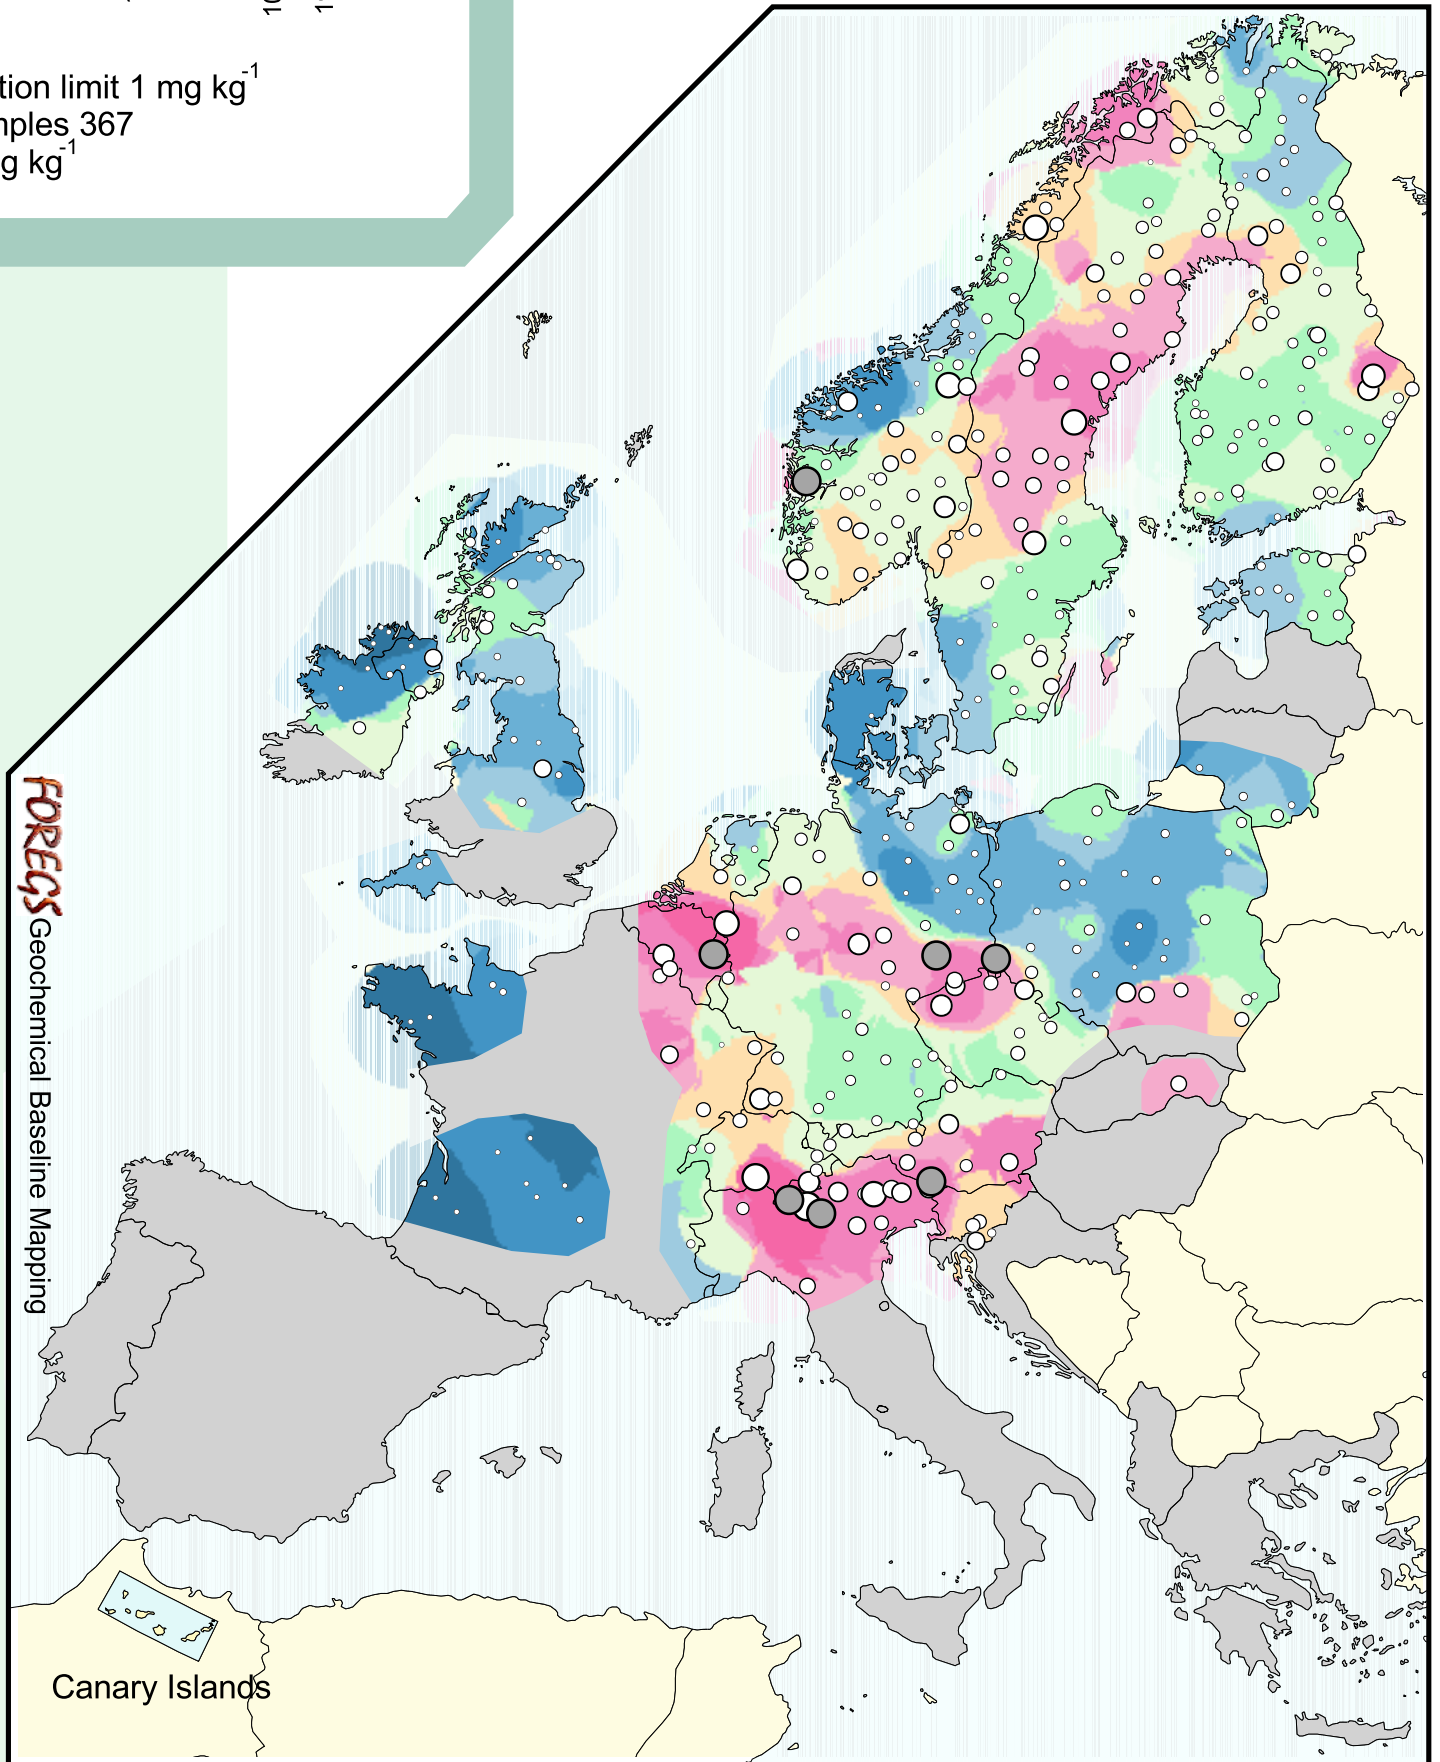 tion limit 1 mg kg-1
nples 367
g kg-1
FOREGS Geochemical Baseline Mapping
Canary Islands